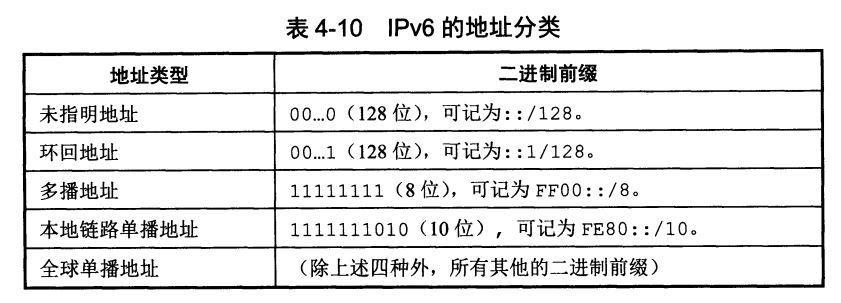 表 4-10 IPv6 的地址分类
地址类型 二进制前缀
未指明地址 00…0（128 位），可记为::/128。
环回地址 00…1（128 位），可记为::1/128。
多播地址 11111111（8 位），可记为 FF00::/8。
本地链路单播地址 1111111010（10 位），可记为 FE80::/10。
全球单播地址 （除上述四种外，所有其他的二进制前缀）